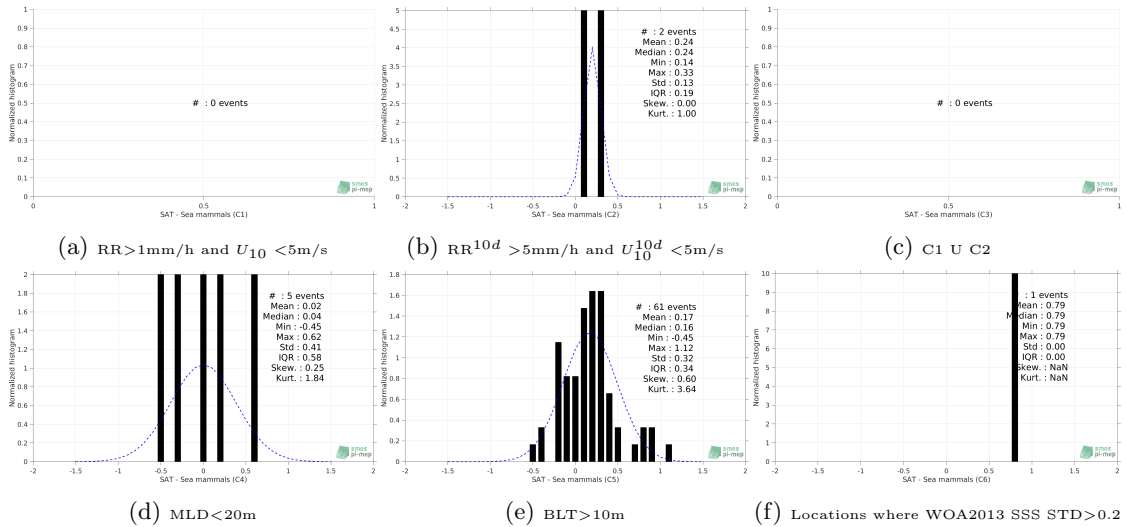 1
0.9
0.8
0.7
0.6
0.5
0.4
0.3
0.2
0.1
0
Normalized histogram
# : 0 events
smos
pi-mep
0 0.5 1
SAT - Sea mammals (C1)
(a) RR>1mm/h and U10 <5m/s
5
4.5
4
3.5
3
2.5
2
1.5
1
0.5
0
Normalized histogram
# : 2 events
Mean : 0.24
Median : 0.24
Min : 0.14
Max : 0.33
Std : 0.13
IQR : 0.19
Skew. : 0.00
Kurt. : 1.00
smos
pi-mep
-2 -1.5 -1 -0.5 0 0.5 1 1.5 2
SAT - Sea mammals (C2)
(b) RR10d >5mm/h and U10 10d <5m/s
1
0.9
0.8
0.7
0.6
0.5
0.4
0.3
0.2
0.1
0
Normalized histogram
# : 0 events
smos
pi-mep
0 0.5 1
SAT - Sea mammals (C3)
(c) C1 U C2
2
1.8
1.6
1.4
1.2
1
0.8
0.6
0.4
0.2
0
Normalized histogram
# : 5 events
Mean : 0.02
Median : 0.04
Min : -0.45
Max : 0.62
Std : 0.41
IQR : 0.58
Skew. : 0.25
Kurt. : 1.84
smos
pi-mep
-2 -1.5 -1 -0.5 0 0.5 1 1.5 2
SAT - Sea mammals (C4)
(d) MLD<20m
1.8
1.6
1.4
1.2
1
0.8
0.6
0.4
0.2
0
Normalized histogram
# : 61 events
Mean : 0.17
Median : 0.16
Min : -0.45
Max : 1.12
Std : 0.32
IQR : 0.34
Skew. : 0.60
Kurt. : 3.64
smos
pi-mep
-2 -1.5 -1 -0.5 0 0.5 1 1.5 2
SAT - Sea mammals (C5)
(e) BLT>10m
10
9
8
7
6
5
4
3
2
1
0
Normalized histogram
: 1 events
Mean : 0.79
Median : 0.79
Min : 0.79
Max : 0.79
Std : 0.00
IQR : 0.00
Skew. : NaN
Kurt. : NaN
smos
pi-mep
-2 -1.5 -1 -0.5 0 0.5 1 1.5 2
SAT - Sea mammals (C6)
(f) Locations where WOA2013 SSS STD>0.2